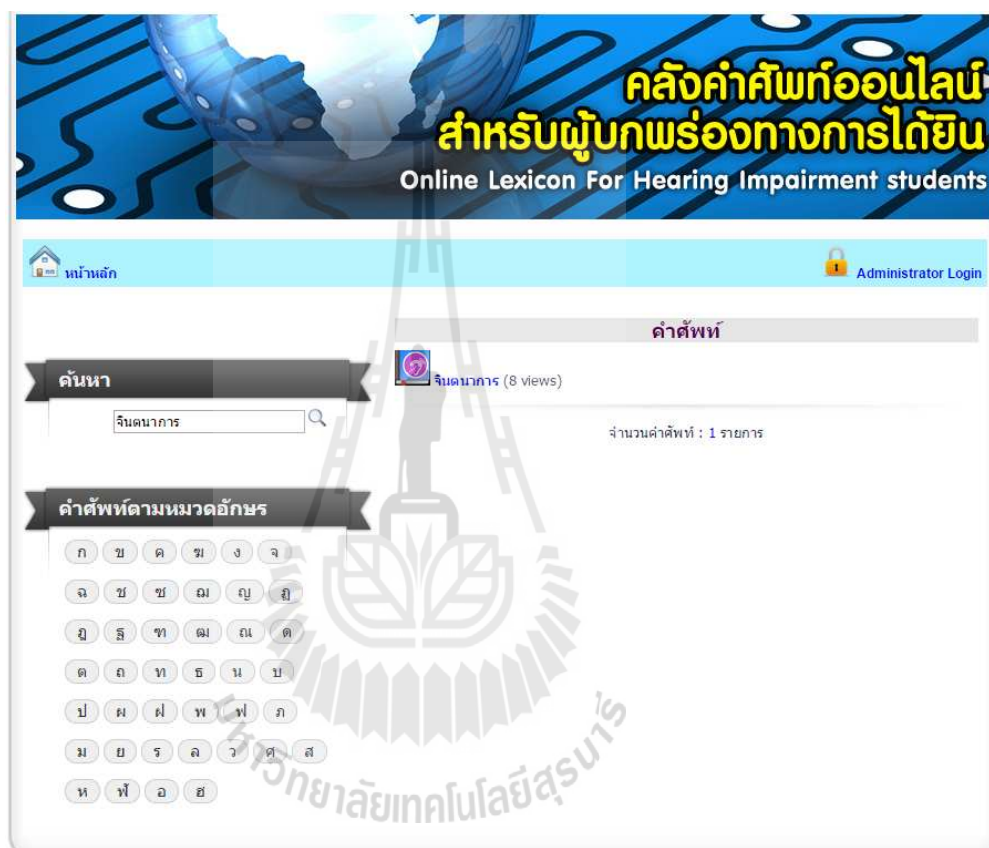 คลังคำศัพท์ออนไลน์
สำหรับผู้บกพร่องทางการได้ยิน
Online Lexicon For Hearing Impairment students
หน้าหลัก
Administrator Login
คำศัพท์
จินตนาการ (8 views)
จำนวนคำศัพท์ : 1 รายการ
ค้นหา
จินตนาการ
คำศัพท์ตามหมวดอักษร
ก ข ค ฆ ง จ
ฉ ช ซ ฌ ญ ฎ
ฏ ฐ ฑ ฒ ณ ด
ต ถ ท ธ น บ
ป ผ ฝ พ ฟ ภ
ม ย ร ล ว ศ ส
ห ฬ อ ฮ
มหาวิทยาลัยเทคโนโลยีสุรนารี